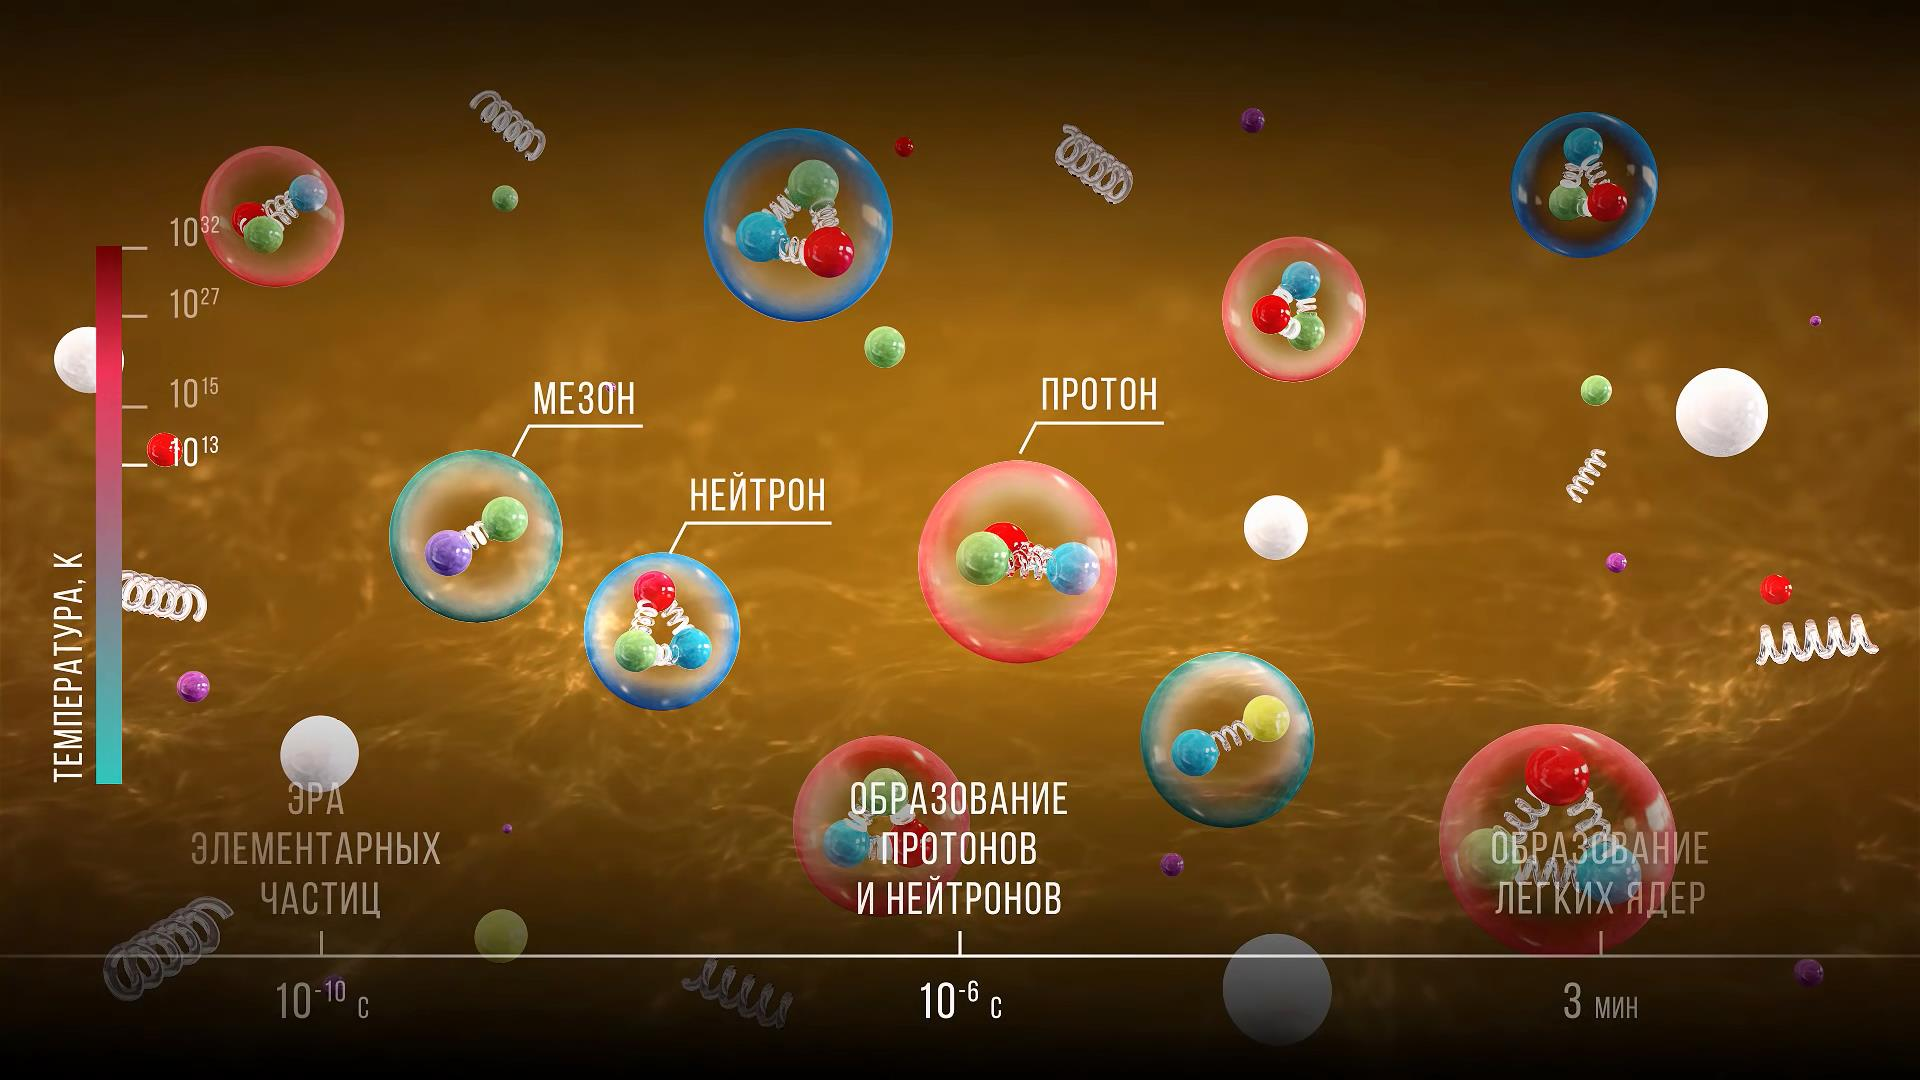 10³²
10²⁷
10¹⁵
10¹³
ТЕМПЕРАТУРА, К
МЕЗОН
НЕЙТРОН
ПРОТОН
ЭРА
ЭЛЕМЕНТАРНЫХ
ЧАСТИЦ
ОБРАЗОВАНИЕ
ПРОТОНОВ
И НЕЙТРОНОВ
ОБРАЗОВАНИЕ
ЛЕГКИХ ЯДЕР
10⁻¹⁰ с
10⁻⁶ с
3 мин